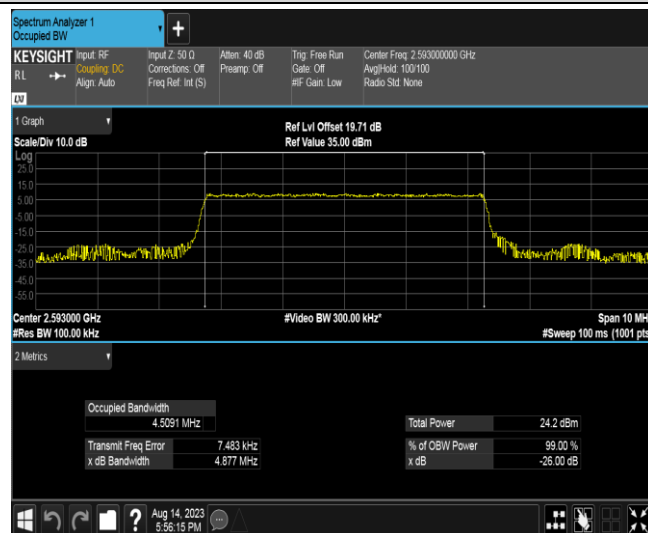 Spectrum Analyzer 1
Occupied BW
KEYSIGHT Input: RF Input Z: 50 Ω Atten: 40 dB Trig: Free Run Center Freq: 2.593000000 GHz
RL Coupling: DC Corrections: Off Preamp: Off Gate: Off Avg|Hold: 100/100
Align: Auto Freq Ref: Int (S) #IF Gain: Low Radio Std: None
LXI
1 Graph
Ref Lvl Offset 19.71 dB
Scale/Div 10.0 dB Ref Value 35.00 dBm
Log
25.0
15.0
5.00
-5.00
-15.0
-25.0
-35.0
-45.0
-55.0
Center 2.593000 GHz #Video BW 300.00 kHz* Span 10 MH
#Res BW 100.00 kHz #Sweep 100 ms (1001 pts
2 Metrics
Occupied Bandwidth
4.5091 MHz Total Power 24.2 dBm
Transmit Freq Error 7.483 kHz % of OBW Power 99.00 %
x dB Bandwidth 4.877 MHz x dB -26.00 dB
? Aug 14, 2023
5:56:15 PM